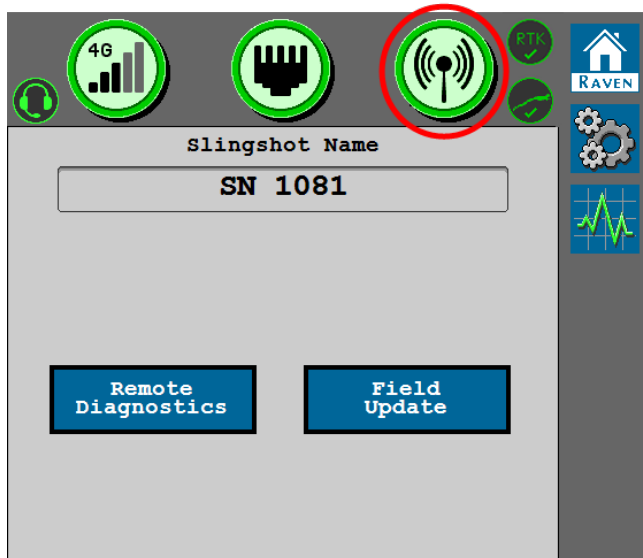 4G
RTK
RAVEN
Slingshot Name
SN 1081
Remote
Diagnostics
Field
Update